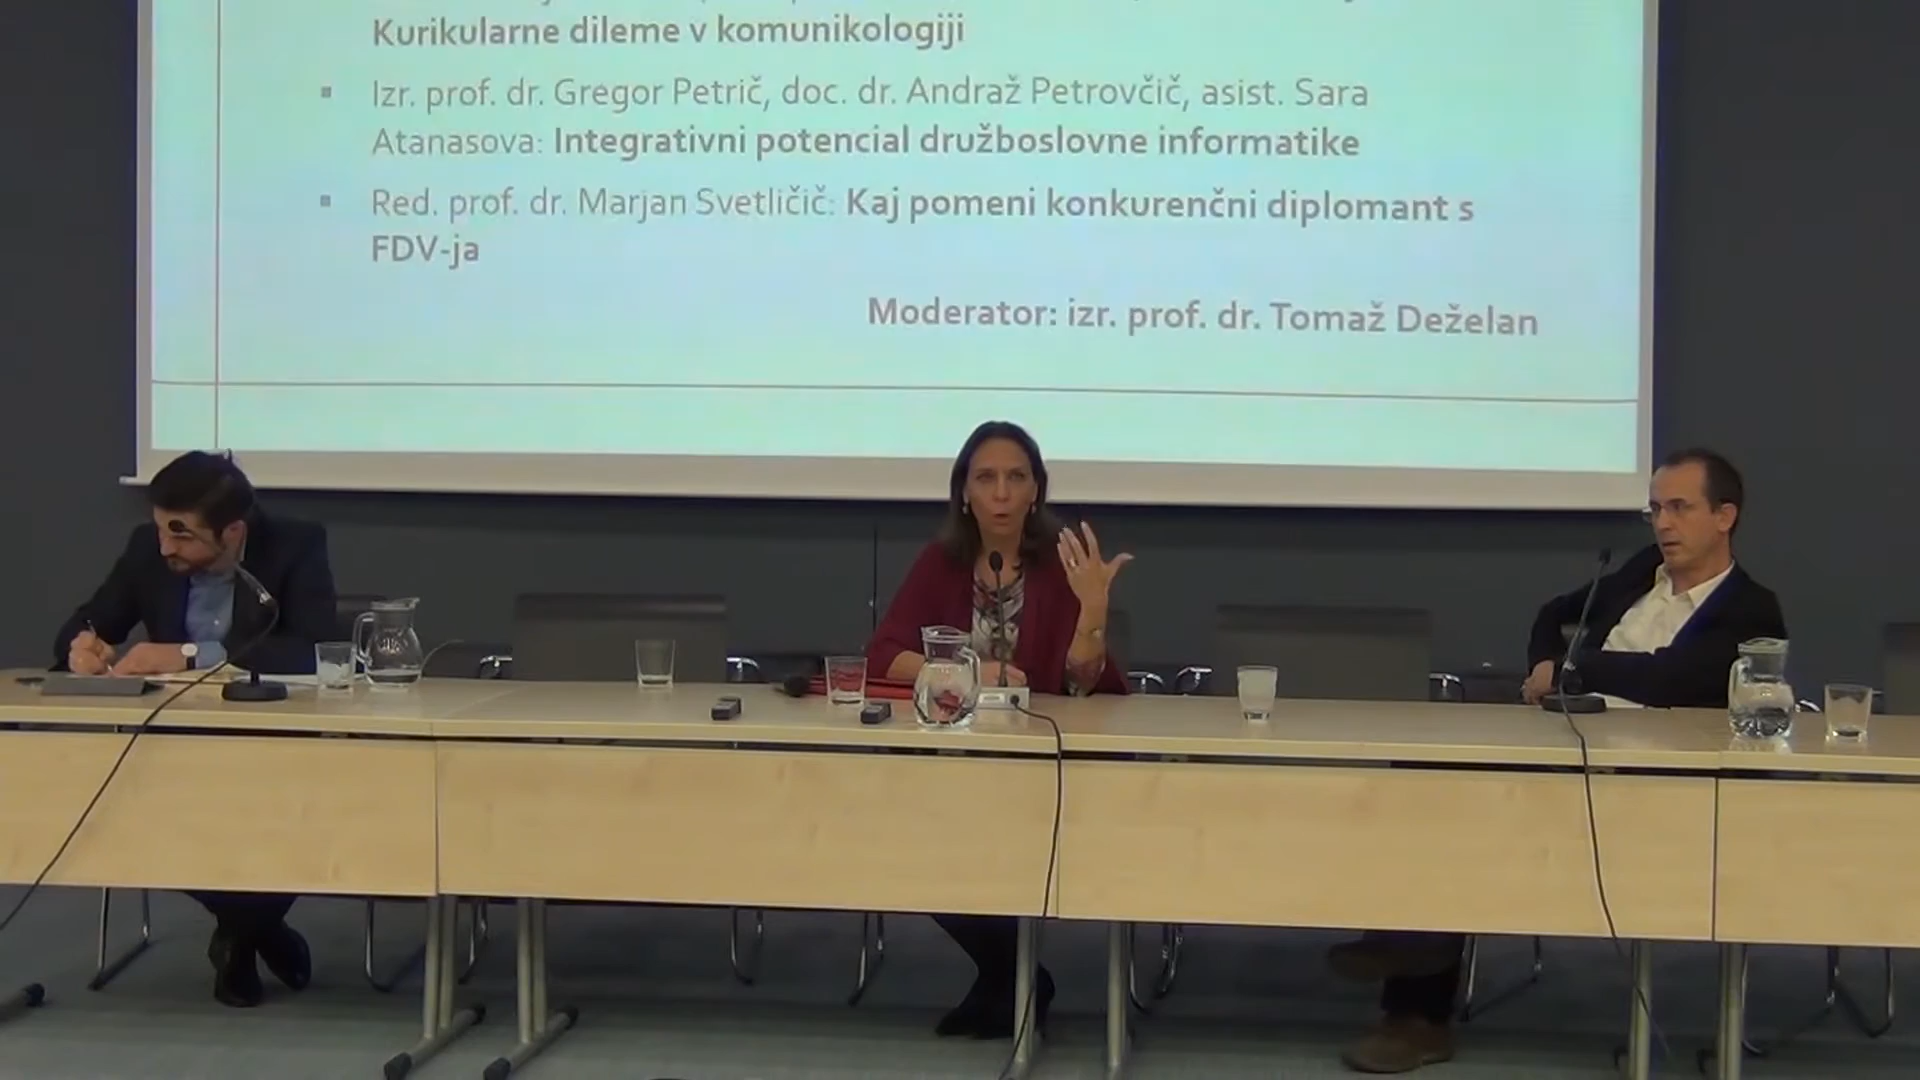 Kurikularne dileme v komunikologiji
▪ Izr. prof. dr. Gregor Petrič, doc. dr. Andraž Petrovčič, asist. Sara
Atanasova: Integrativni potencial družboslovne informatike
▪ Red. prof. dr. Marjan Svetličič: Kaj pomeni konkurenčni diplomant s
FDV-ja
Moderator: izr. prof. dr. Tomaž Deželan